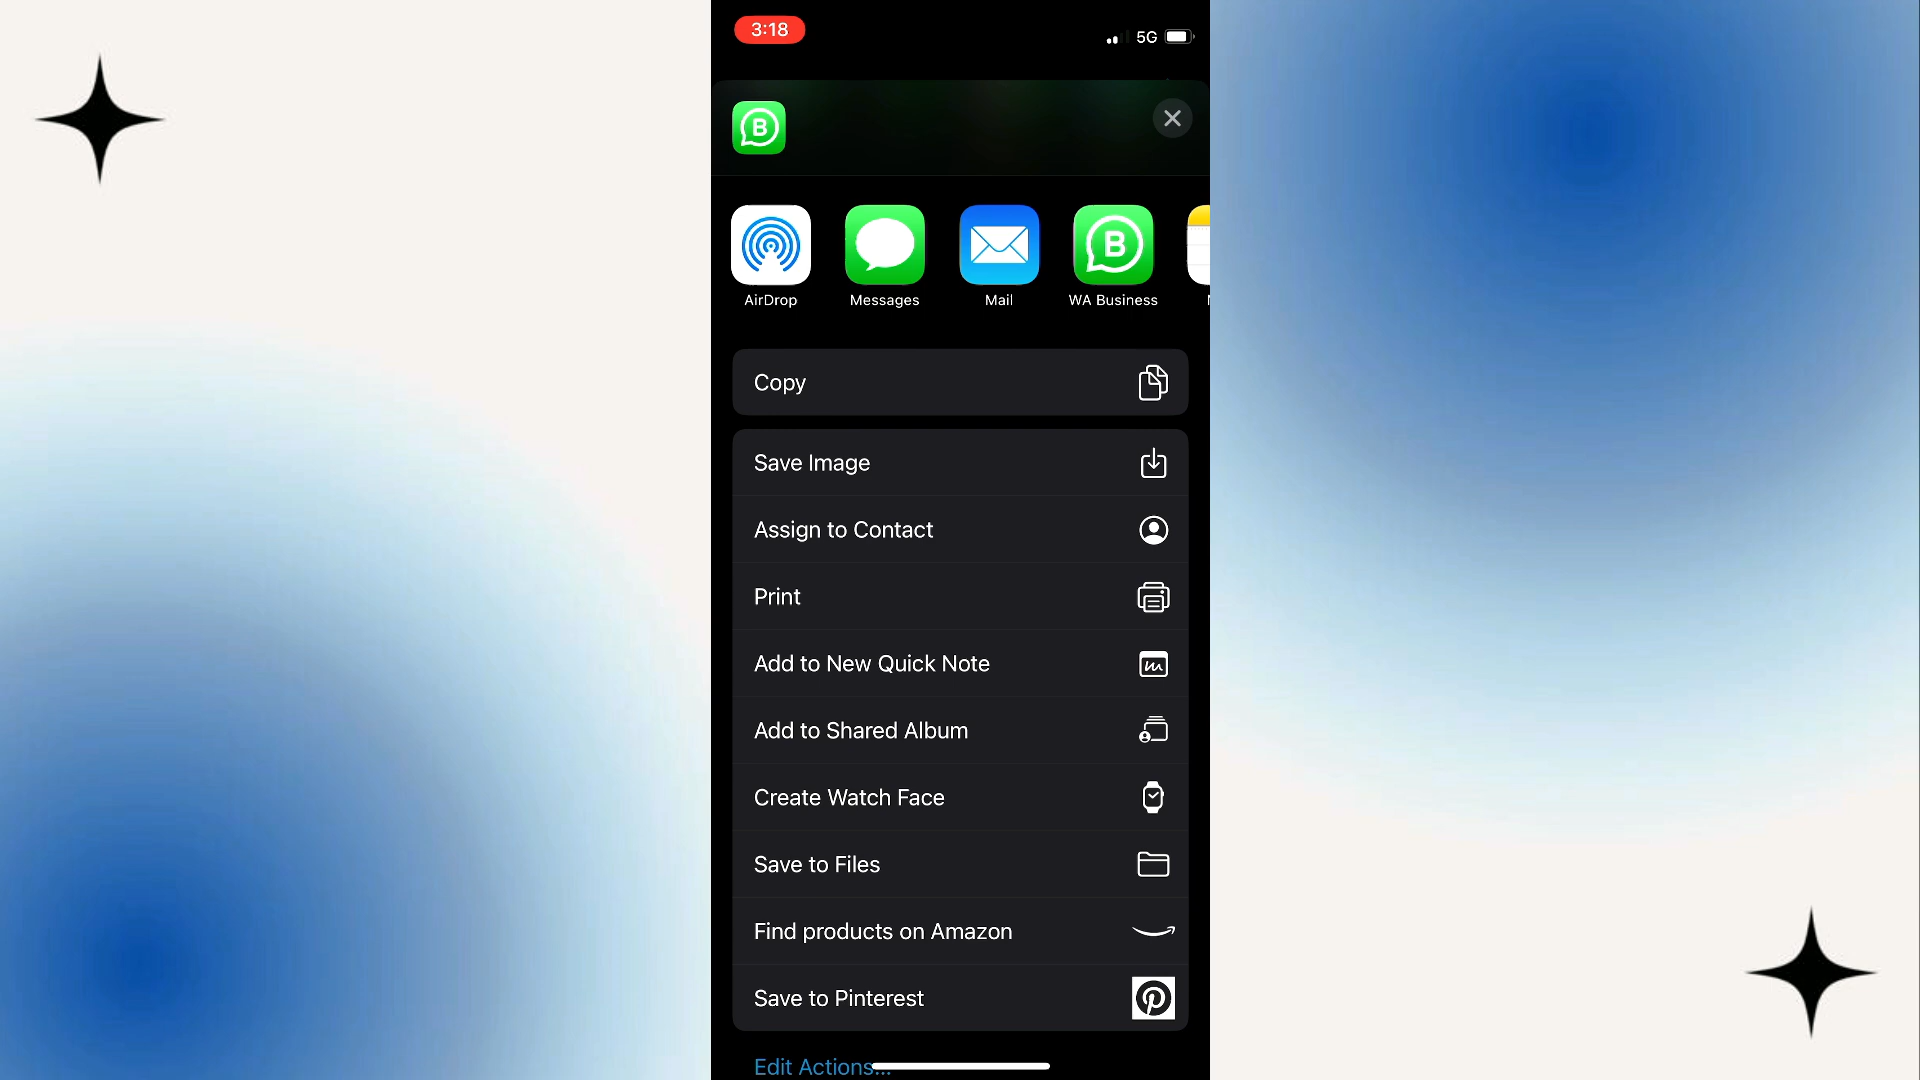 3:18
5G
AirDrop
Messages
Mail
WA Business
Copy
Save Image
Assign to Contact
Print
Add to New Quick Note
Add to Shared Album
Create Watch Face
Save to Files
Find products on Amazon
Save to Pinterest
Edit Actions...